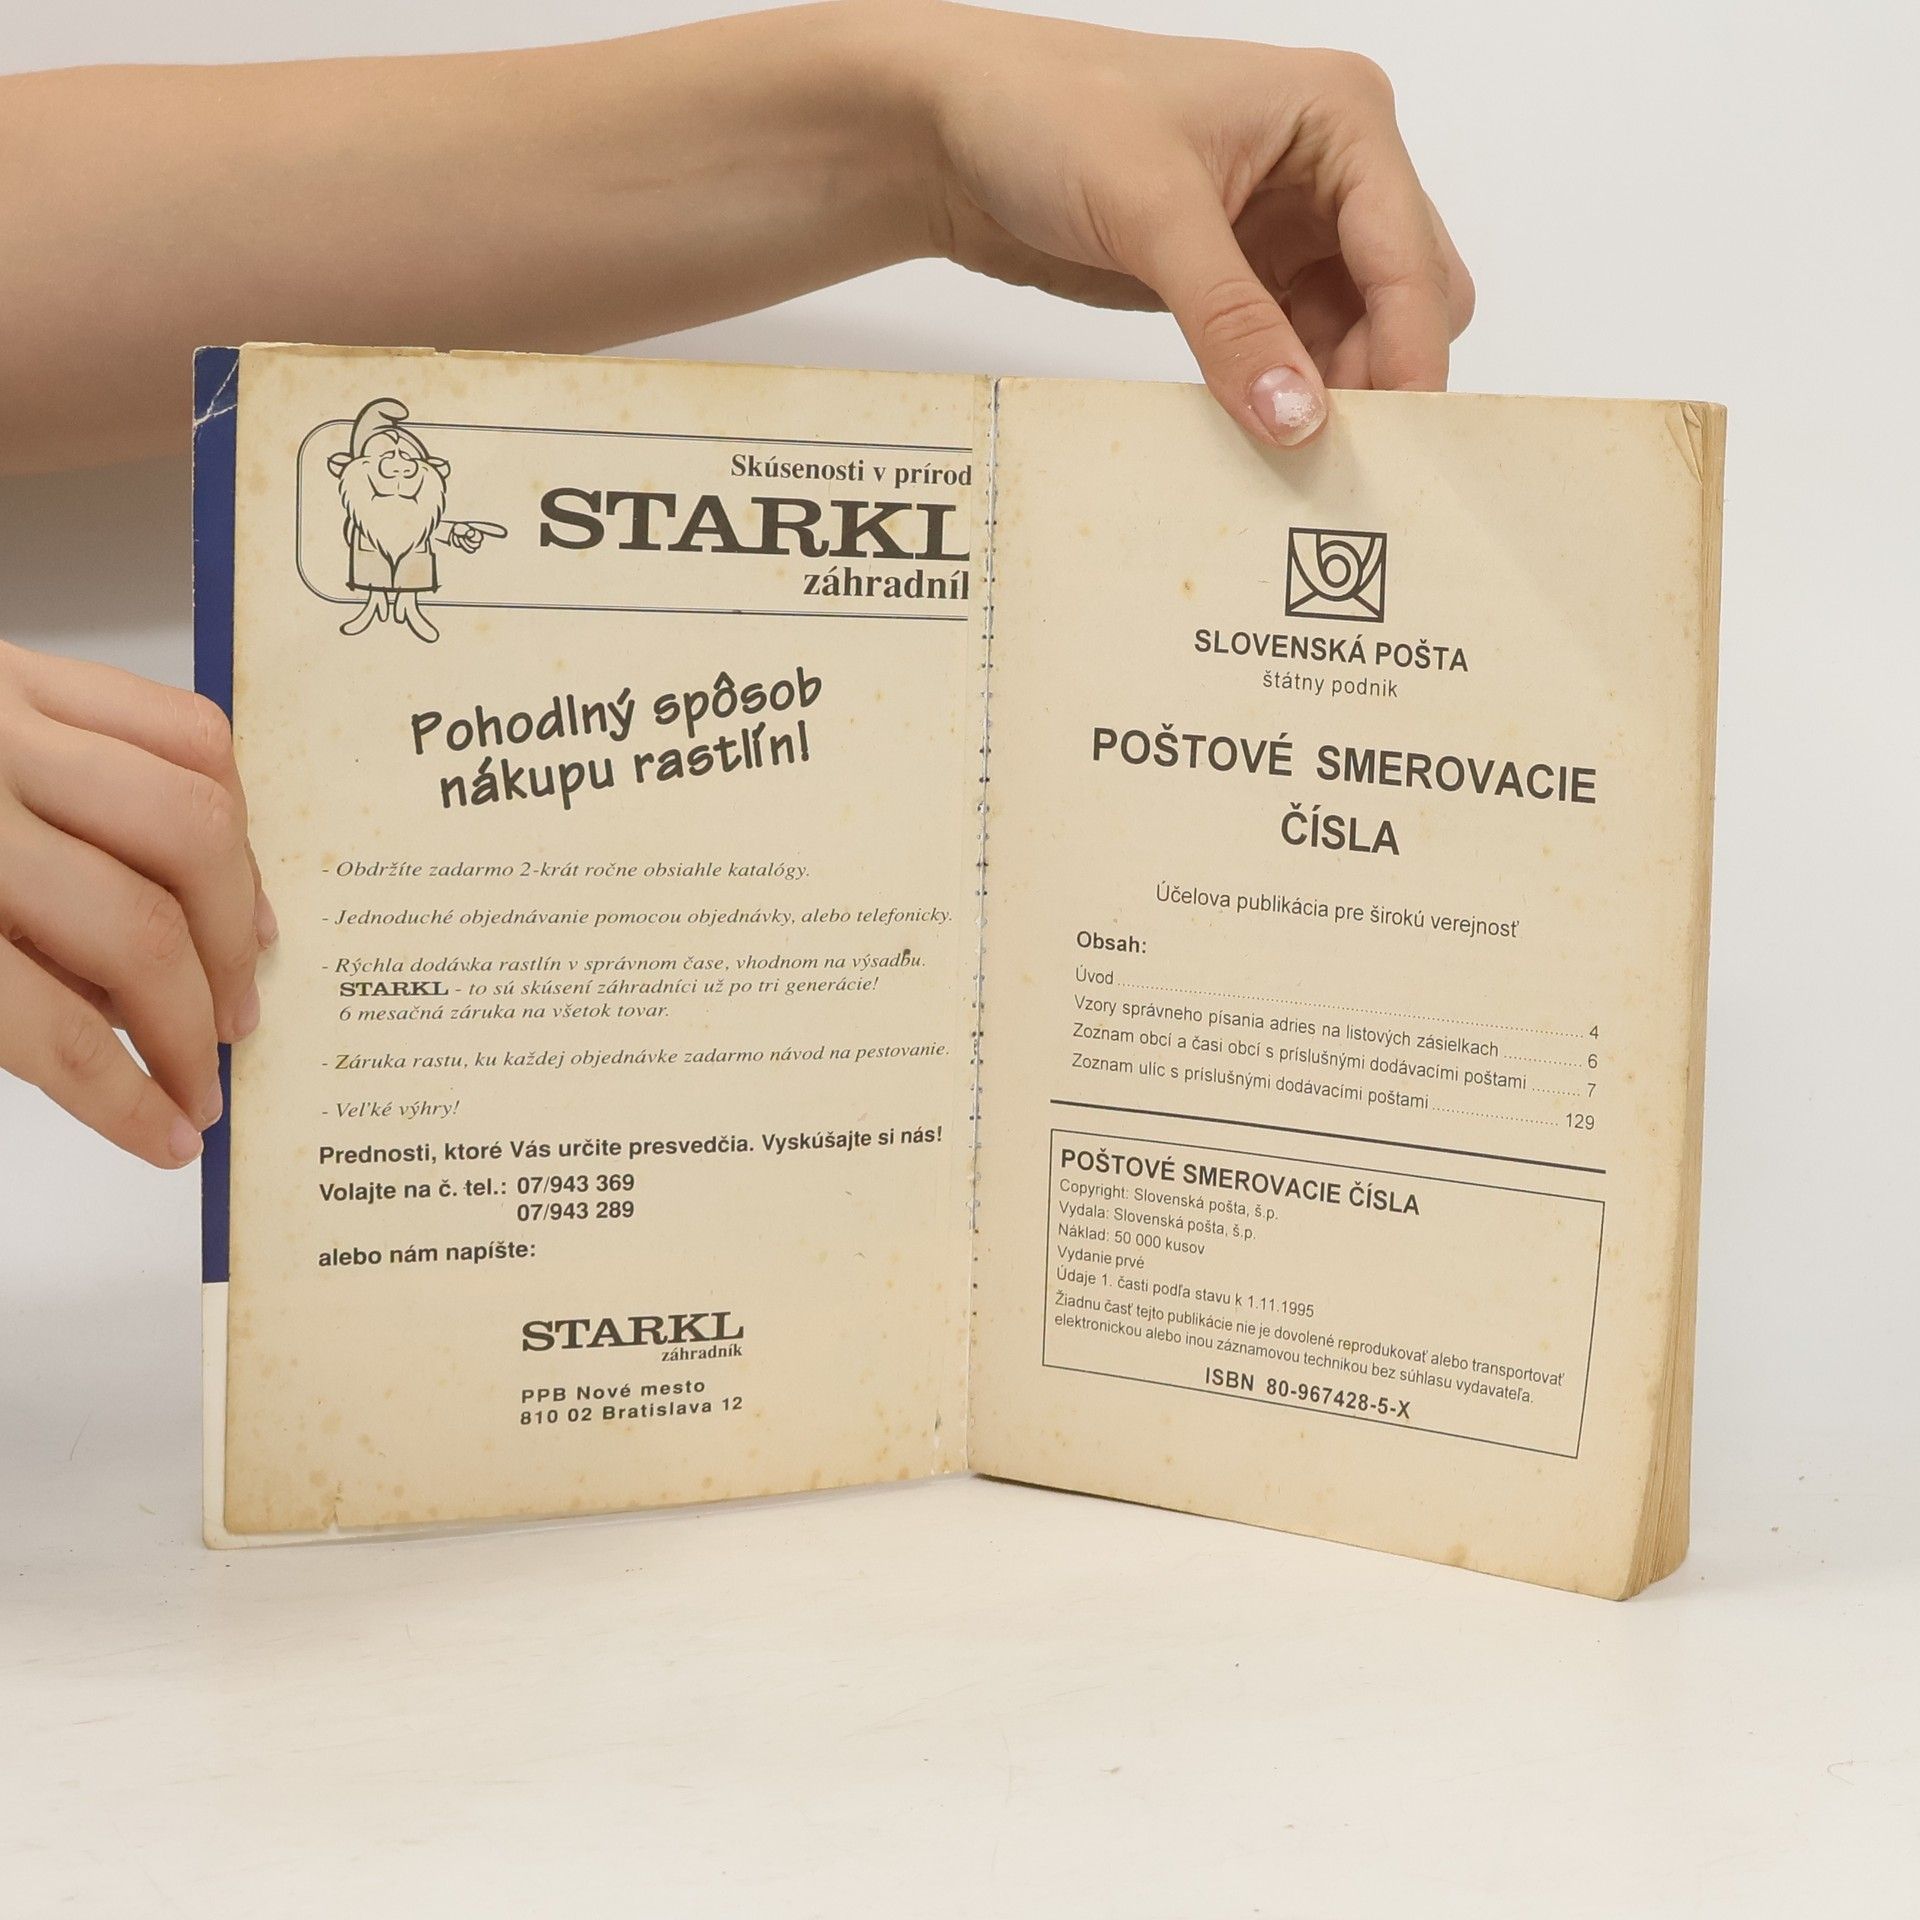 Skúsenosti v prírod
STARKL
záhradník
Pohodlný spôsob
nákupu rastlín!
- Obdržíte zadarmo 2-krát ročne obsiahle katalógy.
- Jednoduché objednávanie pomocou objednávky, alebo telefonicky.
- Rýchla dodávka rastlín v správnom čase, vhodnom na výsadbu.
STARKL - to sú skúsení záhradníci už po tri generácie!
6 mesačná záruka na všetok tovar.
- Záruka rastu, ku každej objednávke zadarmo návod na pestovanie.
- Veľké výhry!
Prednosti, ktoré Vás určite presvedčia. Vyskúšajte si nás!
Volajte na č. tel.: 07/943 369
07/943 289
alebo nám napíšte:
STARKL
záhradník
PPB Nové mesto
810 02 Bratislava 12
SLOVENSKÁ POŠTA
štátny podnik
POŠTOVÉ SMEROVACIE
ČÍSLA
Účelova publikácia pre širokú verejnosť
Obsah:
Úvod ........ 4
Vzory správneho písania adries na listových zásielkach ........ 6
Zoznam obcí a časi obcí s príslušnými dodávacími poštami ........ 7
Zoznam ulíc s príslušnými dodávacími poštami ........ 129
POŠTOVÉ SMEROVACIE ČÍSLA
Copyright: Slovenská pošta, š.p.
Vydala: Slovenská pošta, š.p.
Náklad: 50 000 kusov
Vydanie prvé
Údaje 1. časti podľa stavu k 1.11.1995
Žiadnu časť tejto publikácie nie je dovolené reprodukovať alebo transportovať
elektronickou alebo inou záznamovou technikou bez súhlasu vydavateľa.
ISBN 80-967428-5-X